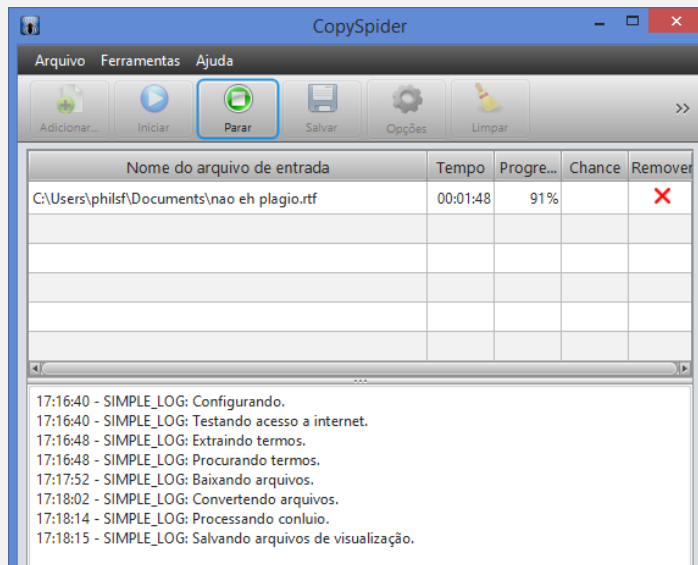 CopySpider
Arquivo Ferramentas Ajuda
Adicionar... Iniciar Parar Salvar Opções Limpar
Nome do arquivo de entrada Tempo Progre... Chance Remover
C:\Users\philsf\Documents\nao eh plagio.rtf 00:01:48 91%
17:16:40 - SIMPLE_LOG: Configurando.
17:16:40 - SIMPLE_LOG: Testando acesso a internet.
17:16:48 - SIMPLE_LOG: Extraindo termos.
17:16:48 - SIMPLE_LOG: Procurando termos.
17:17:52 - SIMPLE_LOG: Baixando arquivos.
17:18:02 - SIMPLE_LOG: Convertendo arquivos.
17:18:14 - SIMPLE_LOG: Processando conluio.
17:18:15 - SIMPLE_LOG: Salvando arquivos de visualização.